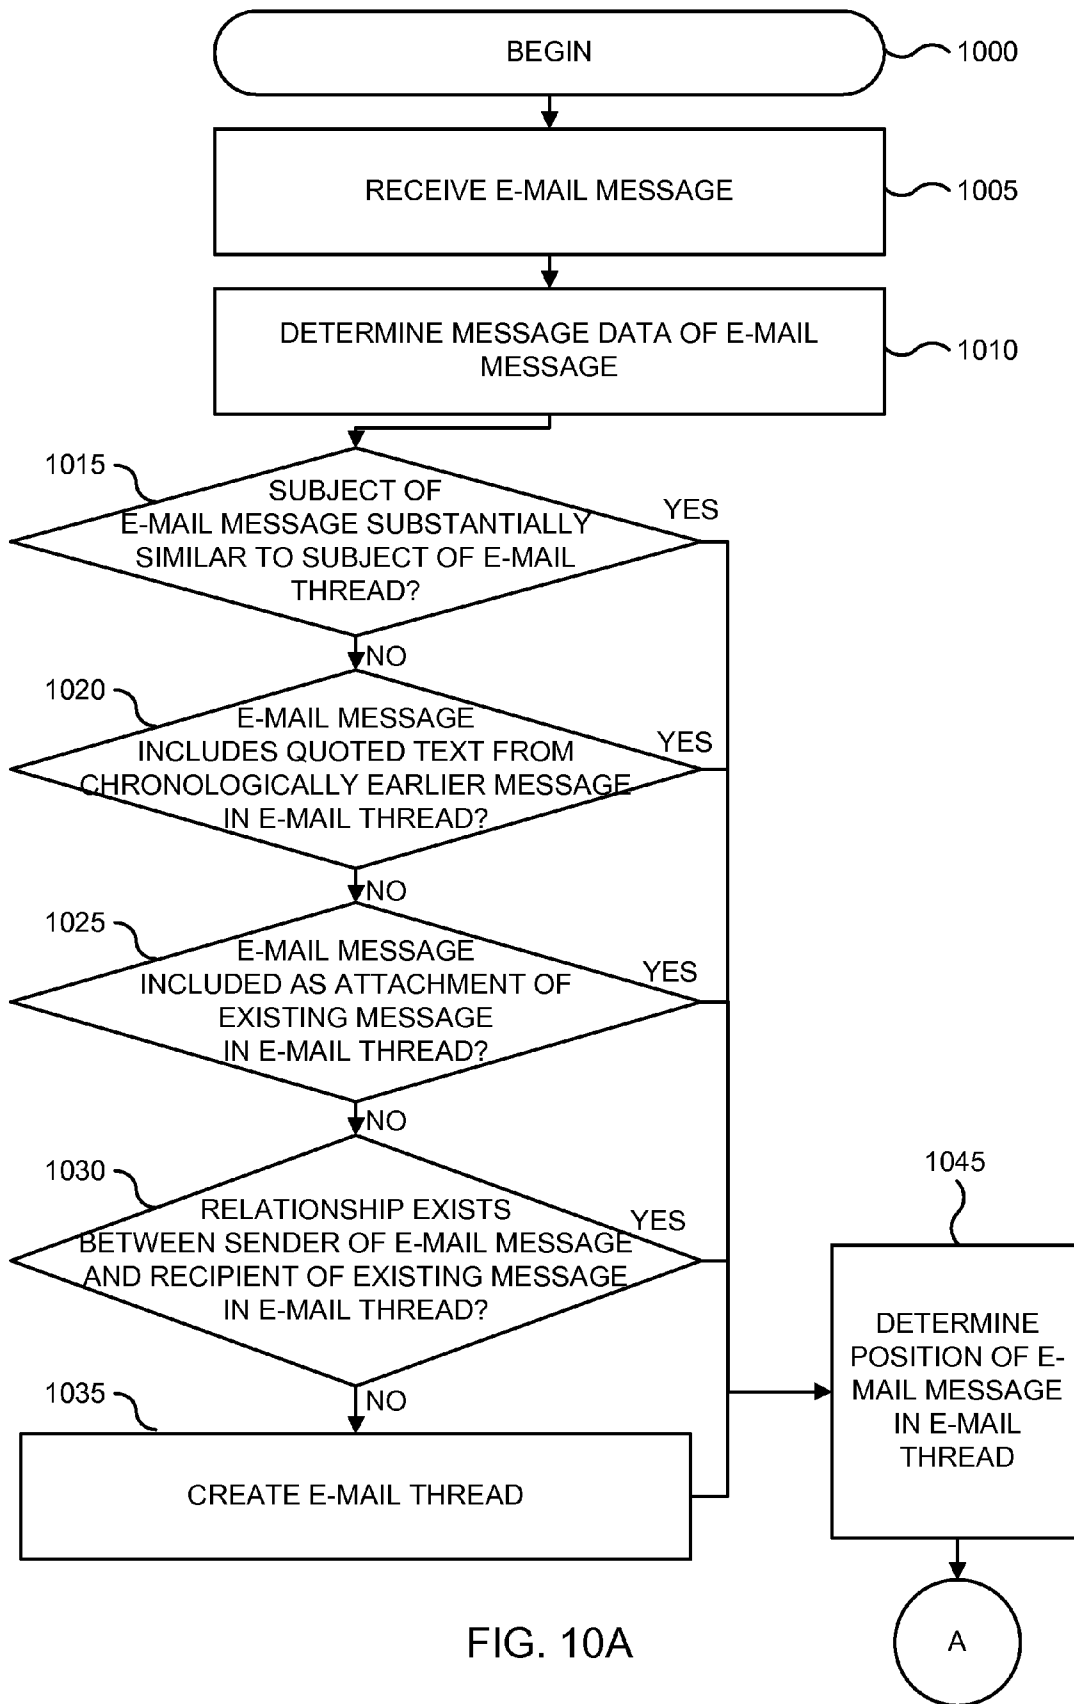 BEGIN
1000
RECEIVE E-MAIL MESSAGE
1005
DETERMINE MESSAGE DATA OF E-MAIL
MESSAGE
1010
1015
SUBJECT OF
E-MAIL MESSAGE SUBSTANTIALLY
SIMILAR TO SUBJECT OF E-MAIL
THREAD?
YES
NO
1020
E-MAIL MESSAGE
INCLUDES QUOTED TEXT FROM
CHRONOLOGICALLY EARLIER MESSAGE
IN E-MAIL THREAD?
YES
NO
1025
E-MAIL MESSAGE
INCLUDED AS ATTACHMENT OF
EXISTING MESSAGE
IN E-MAIL THREAD?
YES
NO
1030
RELATIONSHIP EXISTS
BETWEEN SENDER OF E-MAIL MESSAGE
AND RECIPIENT OF EXISTING MESSAGE
IN E-MAIL THREAD?
YES
NO
1035
CREATE E-MAIL THREAD
1045
DETERMINE
POSITION OF E-
MAIL MESSAGE
IN E-MAIL
THREAD
A
FIG. 10A